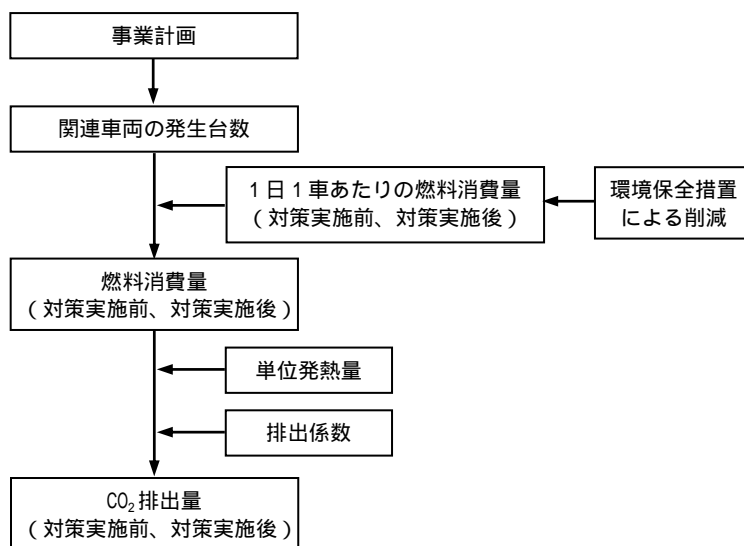 事業計画
関連車両の発生台数
1日1車あたりの燃料消費量
(対策実施前、対策実施後)
環境保全措置
による削減
燃料消費量
(対策実施前、対策実施後)
単位発熱量
排出係数
CO₂排出量
(対策実施前、対策実施後)